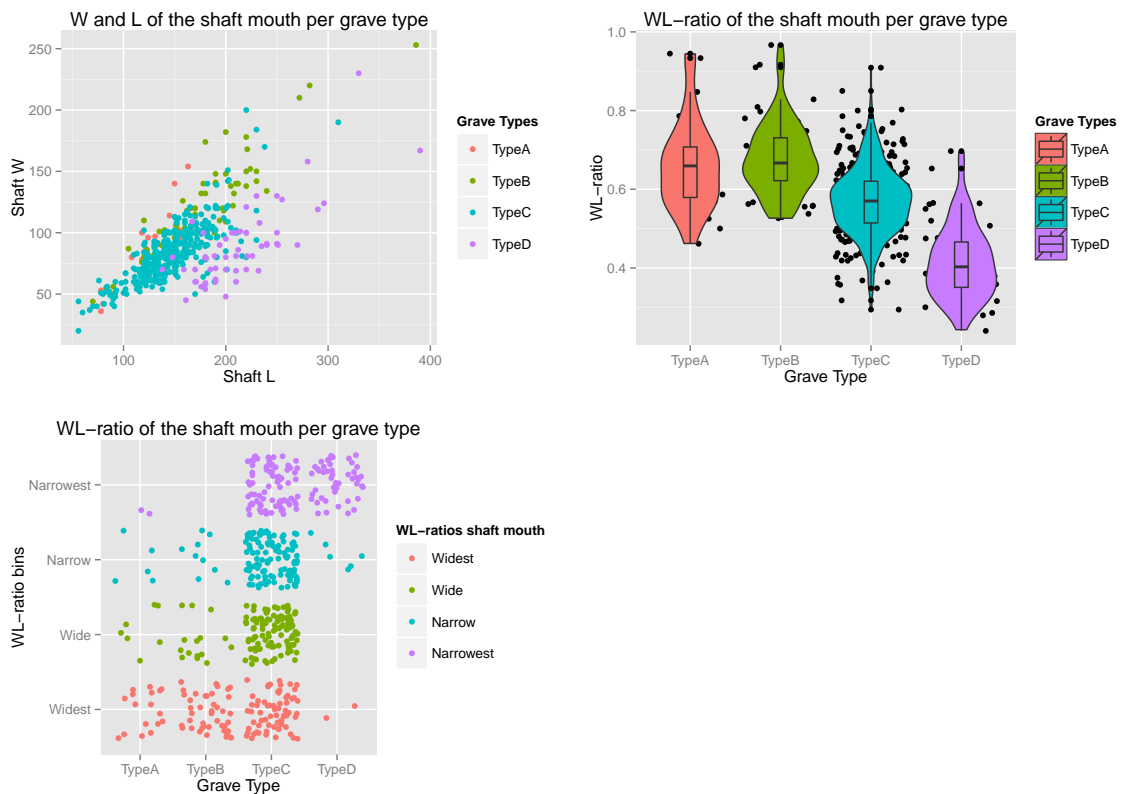 W and L of the shaft mouth per grave type
250
200
150
100
50
Shaft W
100
200
300
400
Shaft L
Grave Types
TypeA
TypeB
TypeC
TypeD
WL−ratio of the shaft mouth per grave type
1.0
0.8
0.6
0.4
WL−ratio
TypeA
TypeB
TypeC
TypeD
Grave Type
Grave Types
TypeA
TypeB
TypeC
TypeD
WL−ratio of the shaft mouth per grave type
Narrowest
Narrow
Wide
Widest
WL−ratio bins
TypeA
TypeB
TypeC
TypeD
Grave Type
WL−ratios shaft mouth
Widest
Wide
Narrow
Narrowest